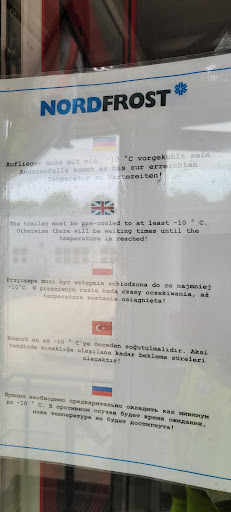 NORDFROST
Auflieger muss mit min. -10 °C vorgekühlt sein.
Anderenfalls kommt es bis zur erreichten
Temperatur zu Wartezeiten!
The trailer must be pre-cooled to at least -10 ° C.
Otherwise there will be waiting times until the
temperature is reached!
Przyczepa musi być wstępnie schłodzona do co najmniej
-10°C. W przeciwnym razie będą czasy oczekiwania, aż
temperatura zostanie osiągnięta!
Römork en az -10 ° C'ye önceden soğutulmalıdır. Aksi
takdirde sıcaklığa ulaşılana kadar bekleme süreleri
olacaktır!
Прицеп необходимо предварительно охладить как минимум
до -10 ° C. В противном случае будет время ожидания,
пока температура не будет достигнута!